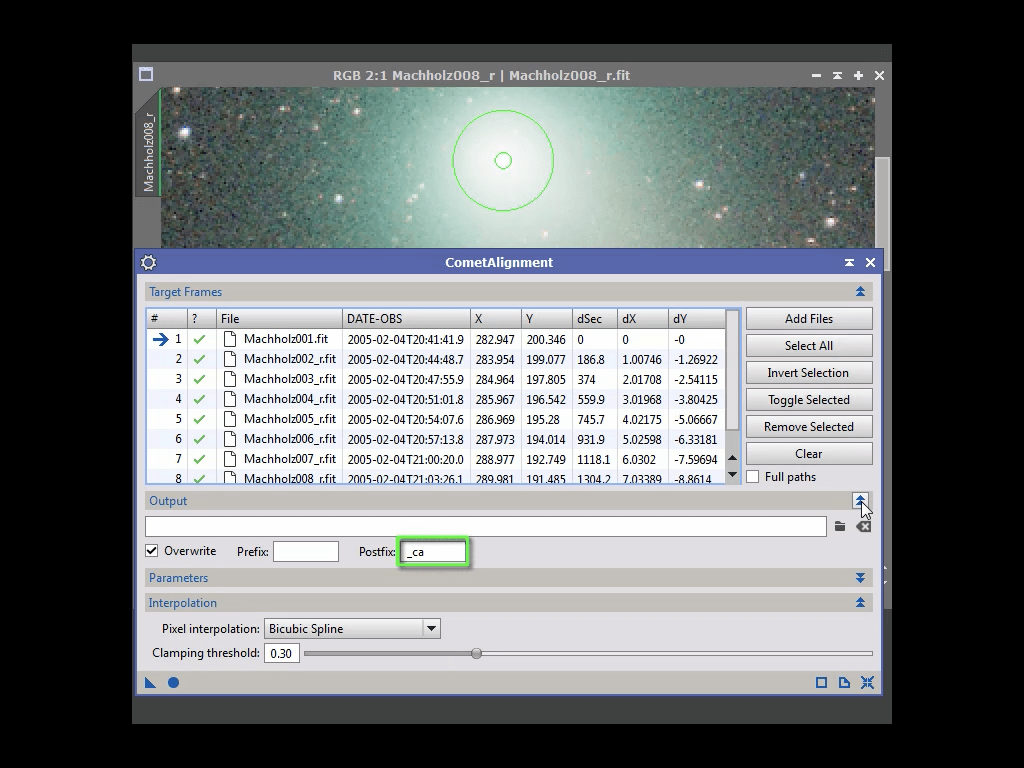 RGB 2:1 Machholz008_r | Machholz008_r.fit
Machholz008_r
CometAlignment
Target Frames
# ? File DATE-OBS X Y dSec dX dY
1 Machholz001.fit 2005-02-04T20:41:41.9 282.947 200.346 0 0 -0
2 Machholz002_r.fit 2005-02-04T20:44:48.7 283.954 199.077 186.8 1.00746 -1.26922
3 Machholz003_r.fit 2005-02-04T20:47:55.9 284.964 197.805 374 2.01708 -2.54115
4 Machholz004_r.fit 2005-02-04T20:51:01.8 285.967 196.542 559.9 3.01968 -3.80425
5 Machholz005_r.fit 2005-02-04T20:54:07.6 286.969 195.28 745.7 4.02175 -5.06667
6 Machholz006_r.fit 2005-02-04T20:57:13.8 287.973 194.014 931.9 5.02598 -6.33181
7 Machholz007_r.fit 2005-02-04T21:00:20.0 288.977 192.749 1118.1 6.0302 -7.59694
8 Machholz008_r.fit 2005-02-04T21:03:26.1 289.981 191.485 1304.2 7.03389 -8.8614
Add Files
Select All
Invert Selection
Toggle Selected
Remove Selected
Clear
Full paths
Output
Overwrite Prefix: Postfix: _ca
Parameters
Interpolation
Pixel interpolation: Bicubic Spline
Clamping threshold: 0.30